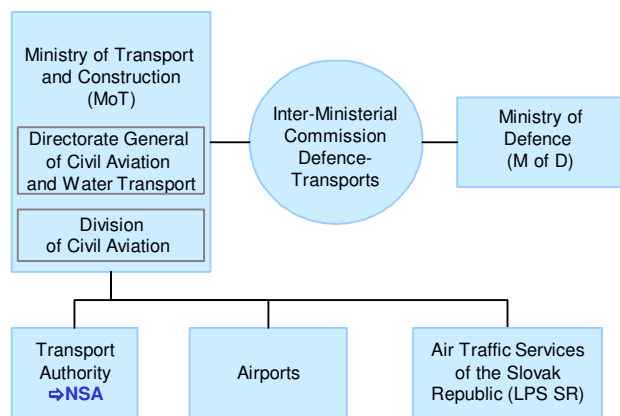 Ministry of Transport
and Construction
(MoT)
Directorate General
of Civil Aviation
and Water Transport
Division
of Civil Aviation
Inter-Ministerial
Commission
Defence-
Transports
Ministry of
Defence
(M of D)
Transport
Authority
⇨NSA
Airports
Air Traffic Services
of the Slovak
Republic (LPS SR)